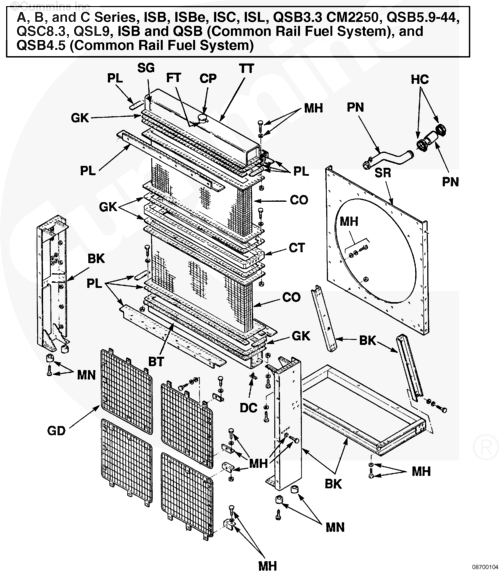 A, B, and C Series, ISB, ISBe, ISC, ISL, QSB3.3 CM2250, QSB5.9-44,
QSC8.3, QSL9, ISB and QSB (Common Rail Fuel System), and
QSB4.5 (Common Rail Fuel System)
SG
FT
CP
TT
PL
HC
MH
PN
GK
PL
PL
PN
SR
GK
CO
MH
BK
CT
PL
CO
GK
BT
BK
MN
DC
GD
MH
BK
MH
MN
MH
®
08700104
Cummins